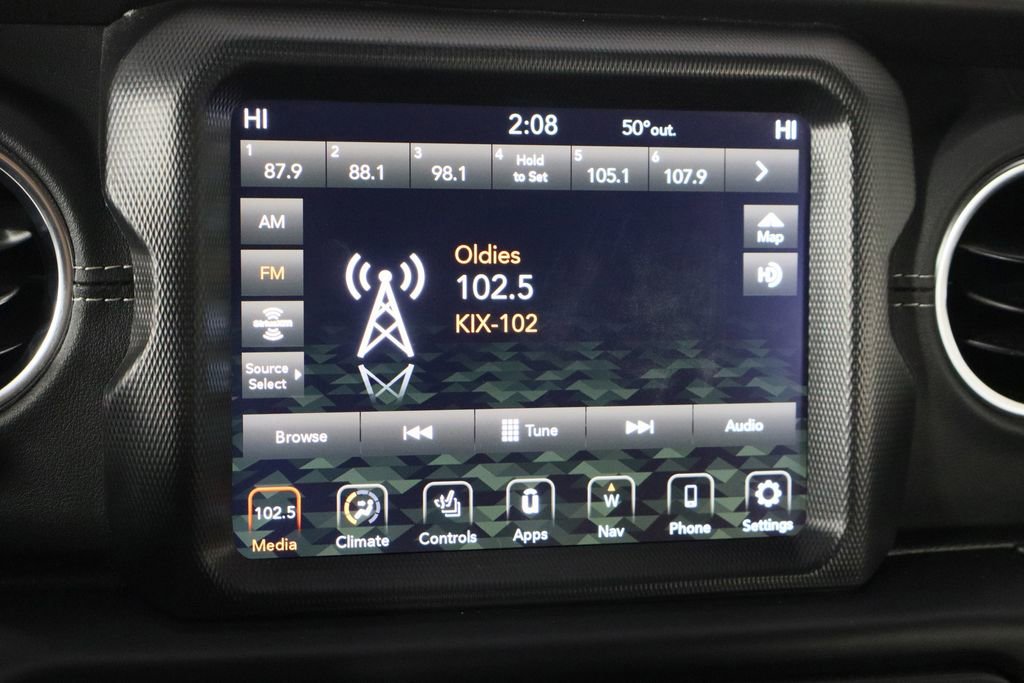 HI 2:08 50°out. HI
1 87.9 2 88.1 3 98.1 4 Hold to Set 5 105.1 6 107.9
AM
FM
siriusxm
Source
Select
Oldies
102.5
KIX-102
Map
HD
Browse Tune Audio
102.5 u W
Media Climate Controls Apps Nav Phone Settings